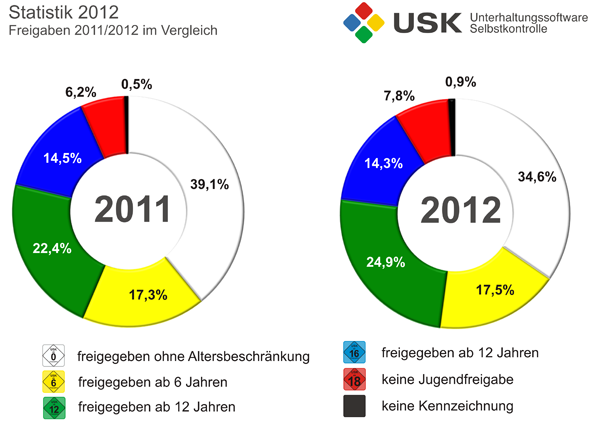 Statistik 2012
Freigaben 2011/2012 im Vergleich
USK Unterhaltungssoftware
Selbstkontrolle
6,2%
0,5%
14,5%
39,1%
2011
22,4%
17,3%
7,8%
0,9%
14,3%
34,6%
2012
24,9%
17,5%
0 freigegeben ohne Altersbeschränkung
6 freigegeben ab 6 Jahren
12 freigegeben ab 12 Jahren
16 freigegeben ab 12 Jahren
18 keine Jugendfreigabe
keine Kennzeichnung